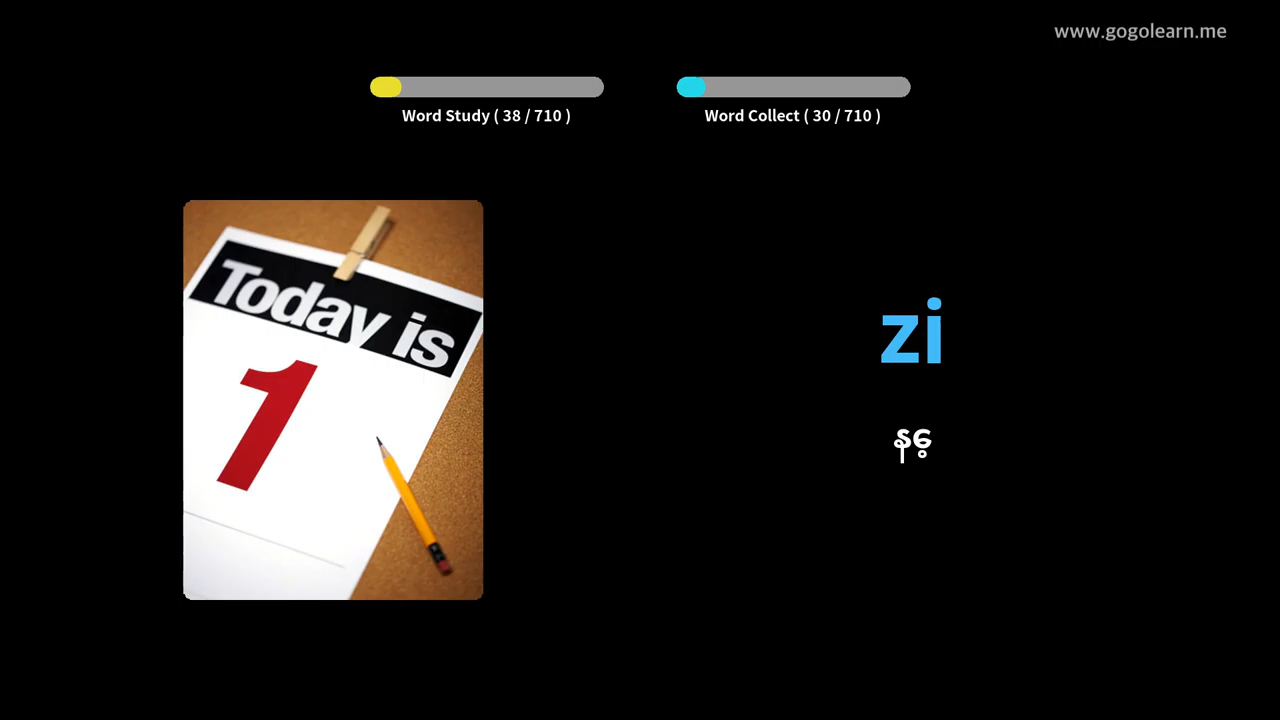 www.gogolearn.me
Word Study ( 38 / 710 )
Word Collect ( 30 / 710 )
Today is
1
zi
နေ့